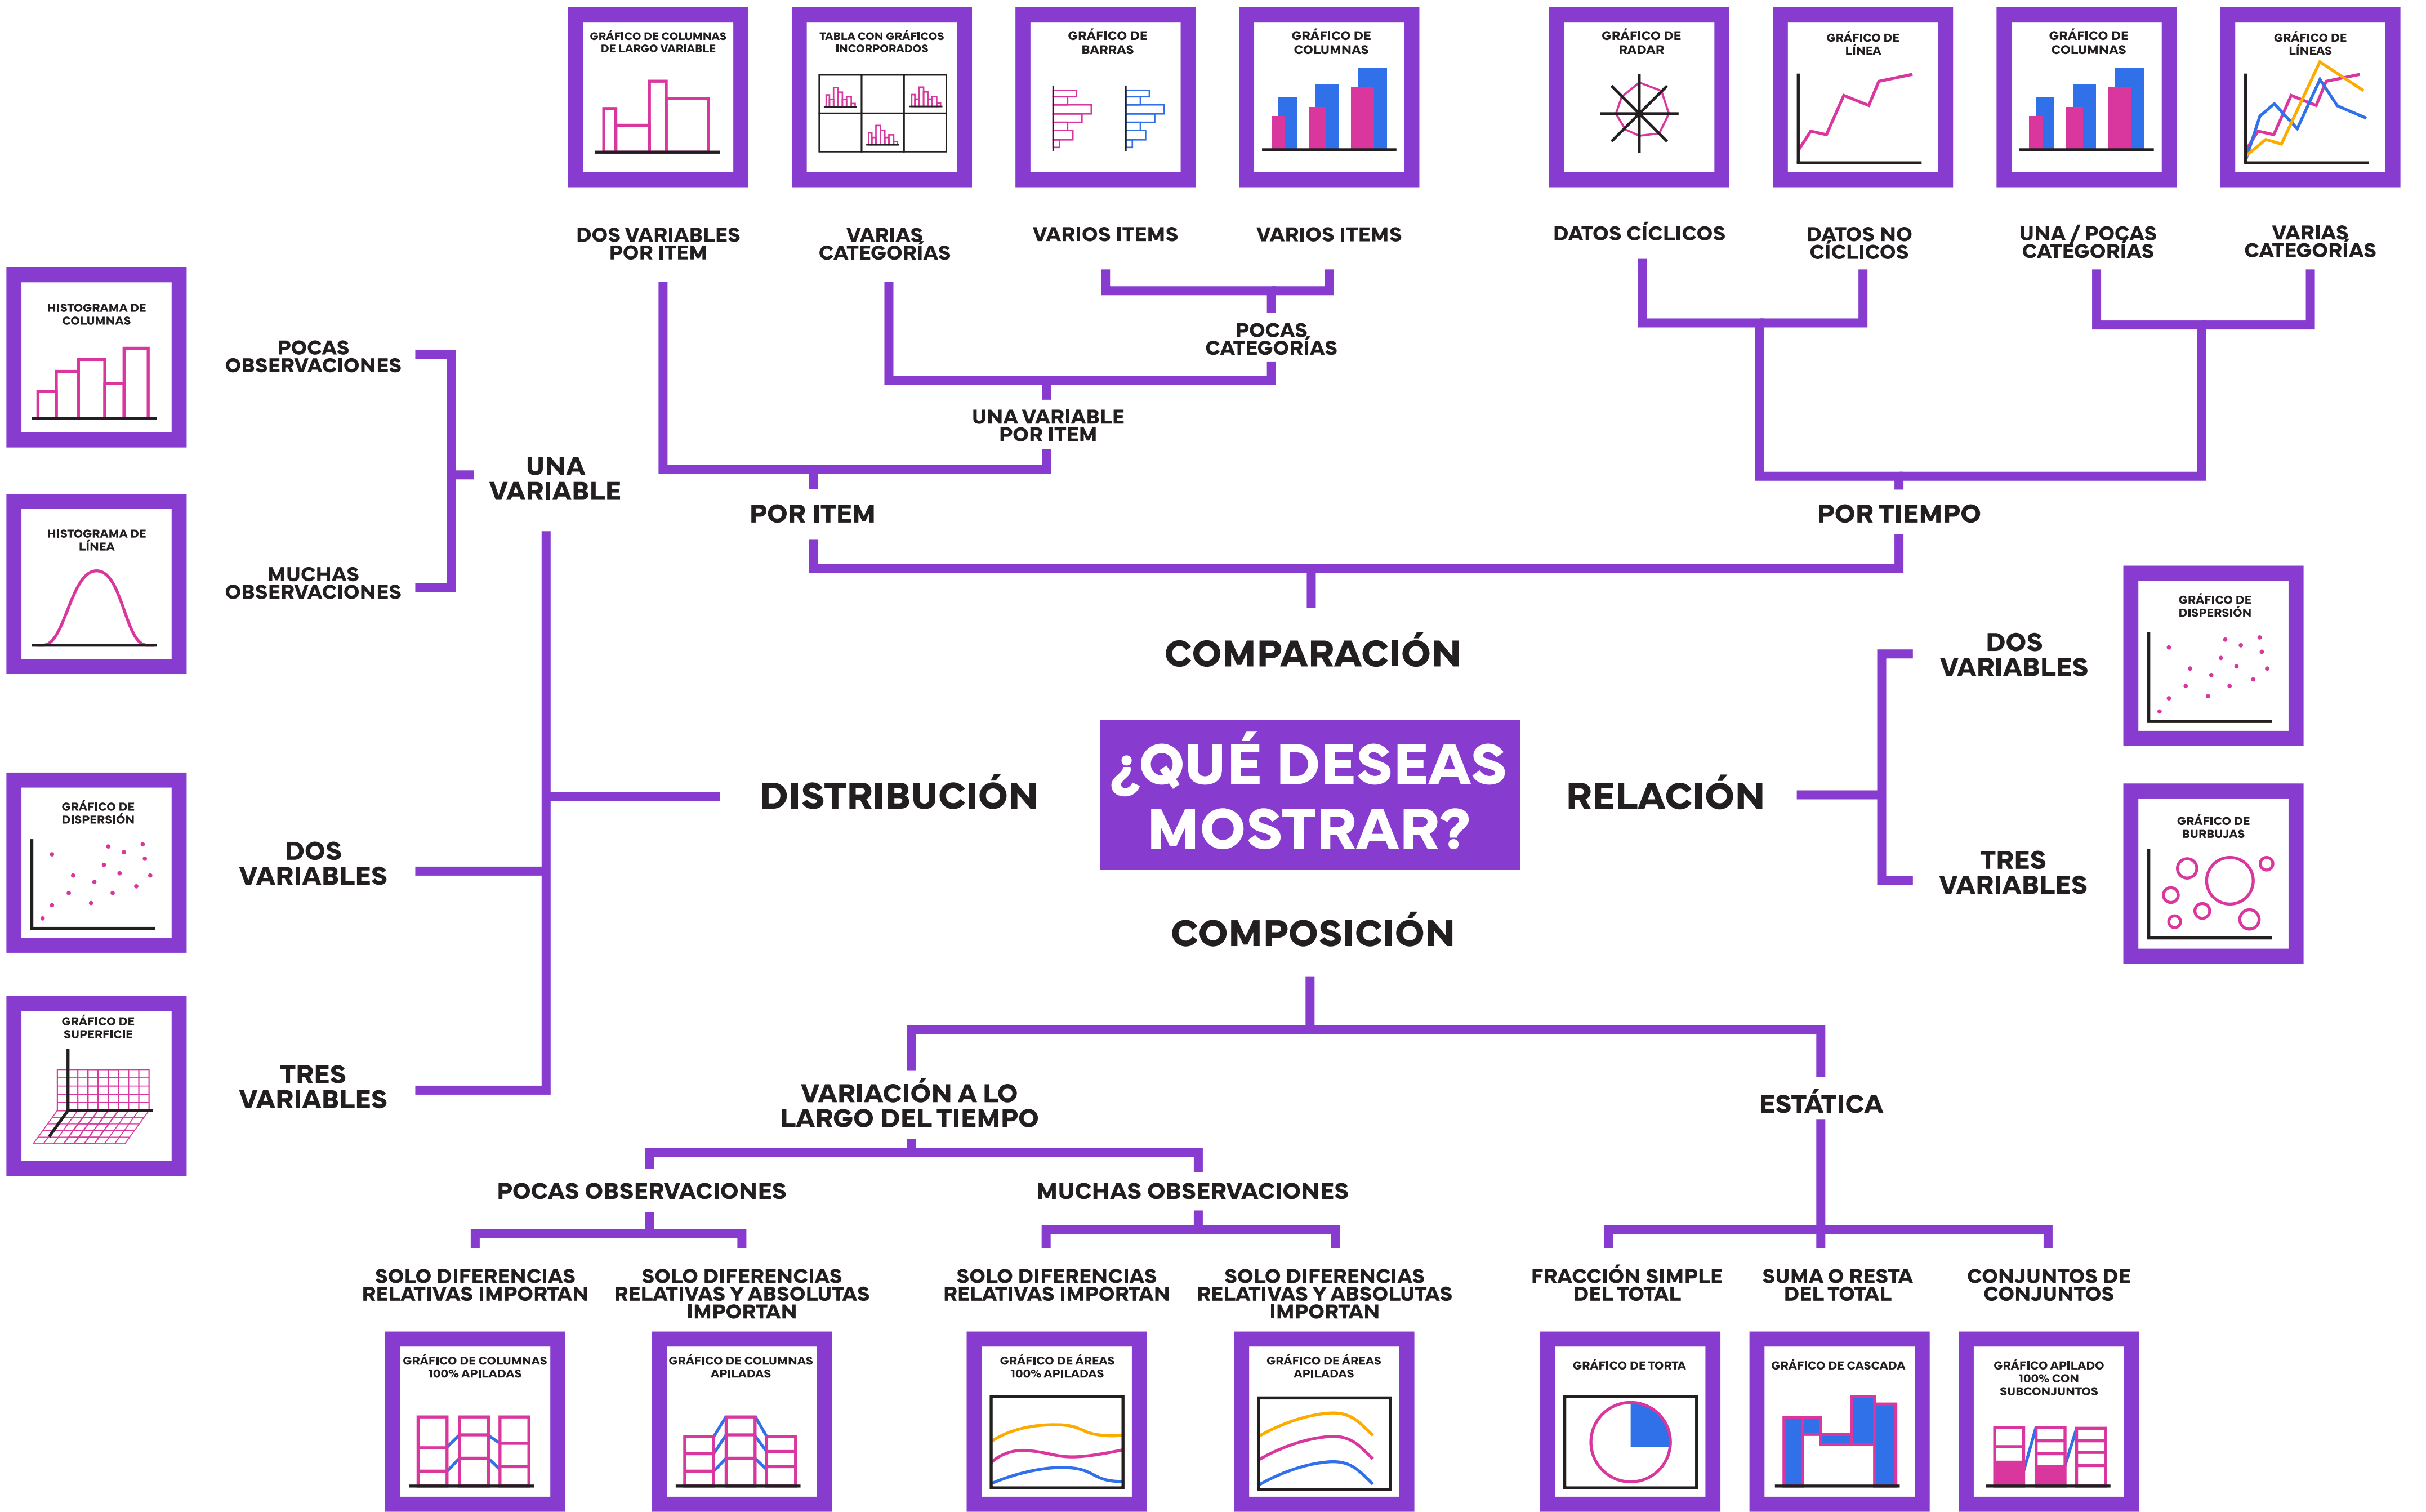 GRÁFICO DE COLUMNAS
DE LARGO VARIABLE
TABLA CON GRÁFICOS
INCORPORADOS
GRÁFICO DE
BARRAS
GRÁFICO DE
COLUMNAS
GRÁFICO DE
RADAR
GRÁFICO DE
LÍNEA
GRÁFICO DE
COLUMNAS
GRÁFICO DE
LÍNEAS
DOS VARIABLES
POR ITEM
VARIAS
CATEGORÍAS
VARIOS ITEMS
VARIOS ITEMS
DATOS CÍCLICOS
DATOS NO
CÍCLICOS
UNA / POCAS
CATEGORÍAS
VARIAS
CATEGORÍAS
POCAS
CATEGORÍAS
UNA VARIABLE
POR ITEM
POR ITEM
POR TIEMPO
COMPARACIÓN
HISTOGRAMA DE
COLUMNAS
POCAS
OBSERVACIONES
UNA
VARIABLE
HISTOGRAMA DE
LÍNEA
MUCHAS
OBSERVACIONES
GRÁFICO DE
DISPERSIÓN
DOS
VARIABLES
GRÁFICO DE
SUPERFICIE
TRES
VARIABLES
DISTRIBUCIÓN
¿QUÉ DESEAS
MOSTRAR?
RELACIÓN
DOS
VARIABLES
GRÁFICO DE
DISPERSIÓN
TRES
VARIABLES
GRÁFICO DE
BURBUJAS
COMPOSICIÓN
VARIACIÓN A LO
LARGO DEL TIEMPO
ESTÁTICA
POCAS OBSERVACIONES
MUCHAS OBSERVACIONES
SOLO DIFERENCIAS
RELATIVAS IMPORTAN
SOLO DIFERENCIAS
RELATIVAS Y ABSOLUTAS
IMPORTAN
SOLO DIFERENCIAS
RELATIVAS IMPORTAN
SOLO DIFERENCIAS
RELATIVAS Y ABSOLUTAS
IMPORTAN
FRACCIÓN SIMPLE
DEL TOTAL
SUMA O RESTA
DEL TOTAL
CONJUNTOS DE
CONJUNTOS
GRÁFICO DE COLUMNAS
100% APILADAS
GRÁFICO DE COLUMNAS
APILADAS
GRÁFICO DE ÁREAS
100% APILADAS
GRÁFICO DE ÁREAS
APILADAS
GRÁFICO DE TORTA
GRÁFICO DE CASCADA
GRÁFICO APILADO
100% CON
SUBCONJUNTOS